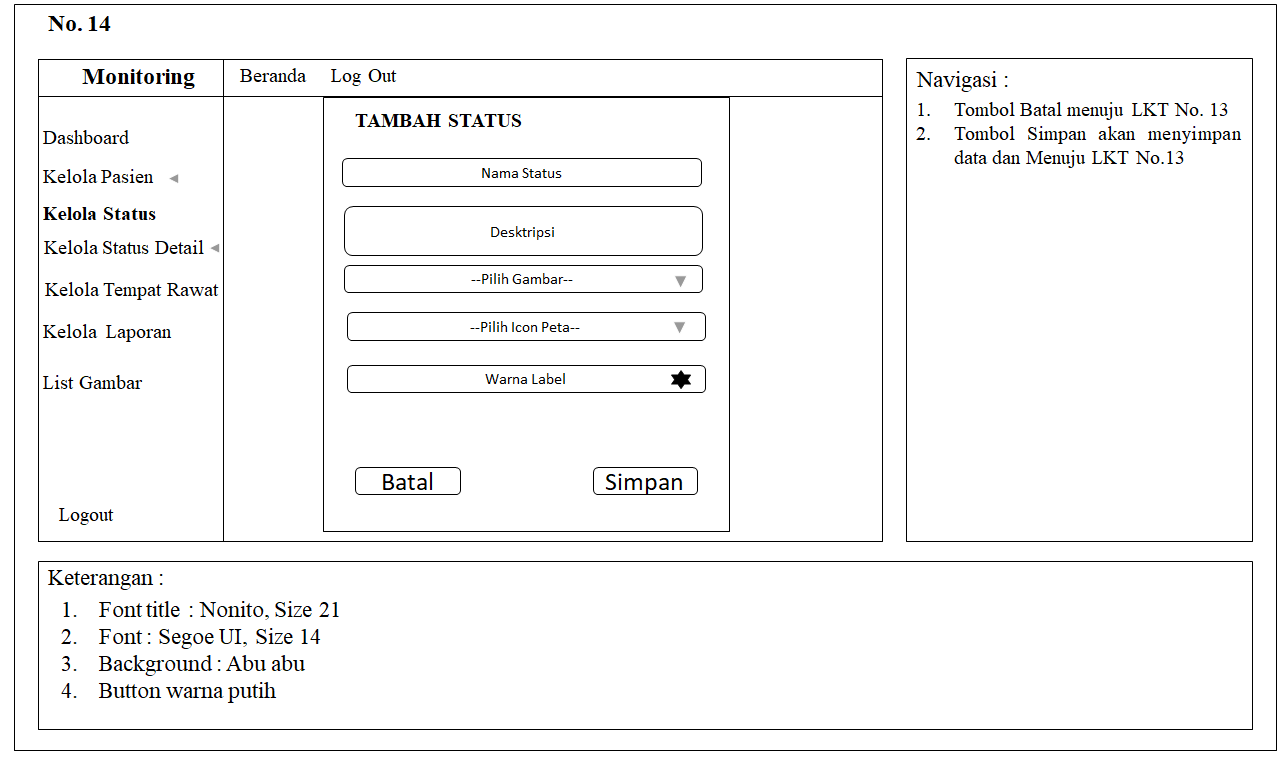 No. 14
Monitoring
Beranda
Log Out
Dashboard
Kelola Pasien
Kelola Status
Kelola Status Detail
Kelola Tempat Rawat
Kelola Laporan
List Gambar
Logout
TAMBAH STATUS
Nama Status
Desktripsi
--Pilih Gambar--
--Pilih Icon Peta--
Warna Label
Batal
Simpan
Navigasi :
1. Tombol Batal menuju LKT No. 13
2. Tombol Simpan akan menyimpan
data dan Menuju LKT No.13
Keterangan :
1. Font title : Nonito, Size 21
2. Font : Segoe UI, Size 14
3. Background : Abu abu
4. Button warna putih